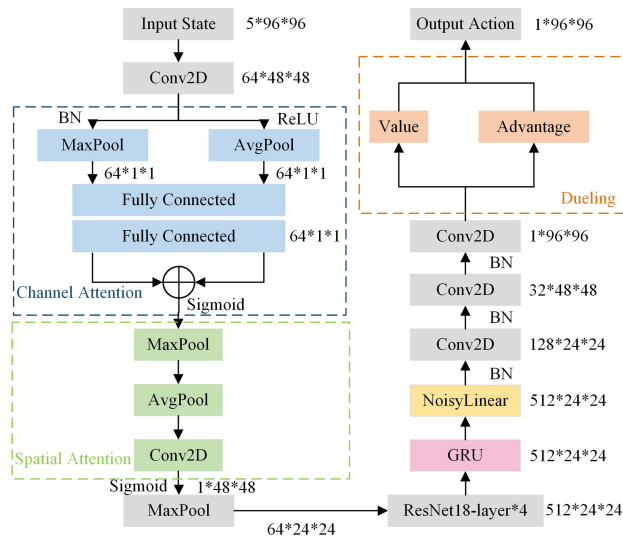 Input State 5*96*96
Conv2D 64*48*48
BN ReLU
MaxPool AvgPool
64*1*1 64*1*1
Fully Connected
Fully Connected 64*1*1
Channel Attention
Sigmoid
MaxPool
AvgPool
Conv2D
Spatial Attention
Sigmoid 1*48*48
MaxPool
64*24*24
ResNet18-layer*4 512*24*24
GRU 512*24*24
NoisyLinear 512*24*24
BN
Conv2D 128*24*24
BN
Conv2D 32*48*48
BN
Conv2D 1*96*96
Dueling
Value Advantage
Output Action 1*96*96